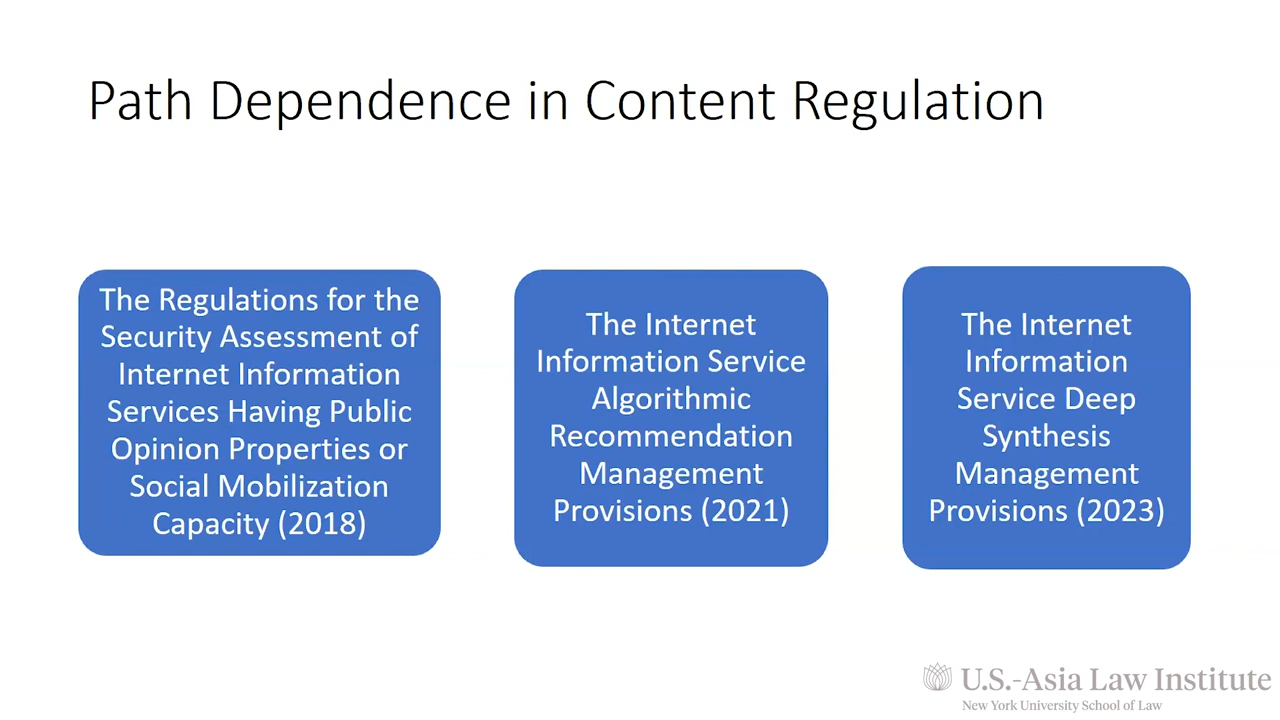 Path Dependence in Content Regulation
The Regulations for the
Security Assessment of
Internet Information
Services Having Public
Opinion Properties or
Social Mobilization
Capacity (2018)
The Internet
Information Service
Algorithmic
Recommendation
Management
Provisions (2021)
The Internet
Information
Service Deep
Synthesis
Management
Provisions (2023)
U.S.-Asia Law Institute
New York University School of Law